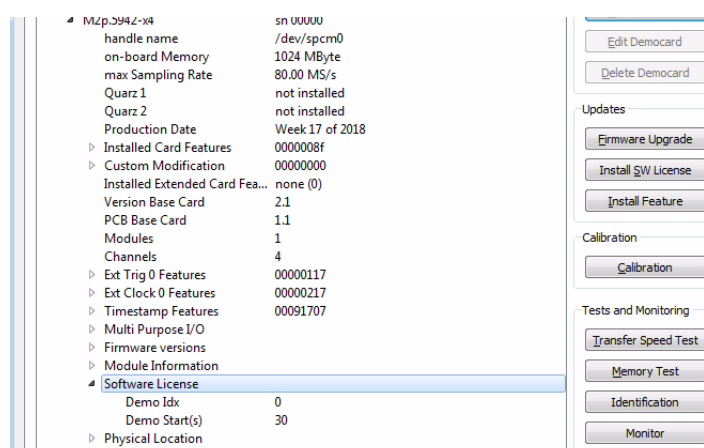 M2p.5942-x4 sn 00000
handle name /dev/spcm0
on-board Memory 1024 MByte
max Sampling Rate 80.00 MS/s
Quarz 1 not installed
Quarz 2 not installed
Production Date Week 17 of 2018
Installed Card Features 0000008f
Custom Modification 00000000
Installed Extended Card Fea... none (0)
Version Base Card 2.1
PCB Base Card 1.1
Modules 1
Channels 4
Ext Trig 0 Features 00000117
Ext Clock 0 Features 00000217
Timestamp Features 00091707
Multi Purpose I/O
Firmware versions
Module Information
Software License
Demo Idx 0
Demo Start(s) 30
Physical Location
Edit Democard
Delete Democard
Updates
Firmware Upgrade
Install SW License
Install Feature
Calibration
Calibration
Tests and Monitoring
Transfer Speed Test
Memory Test
Identification
Monitor